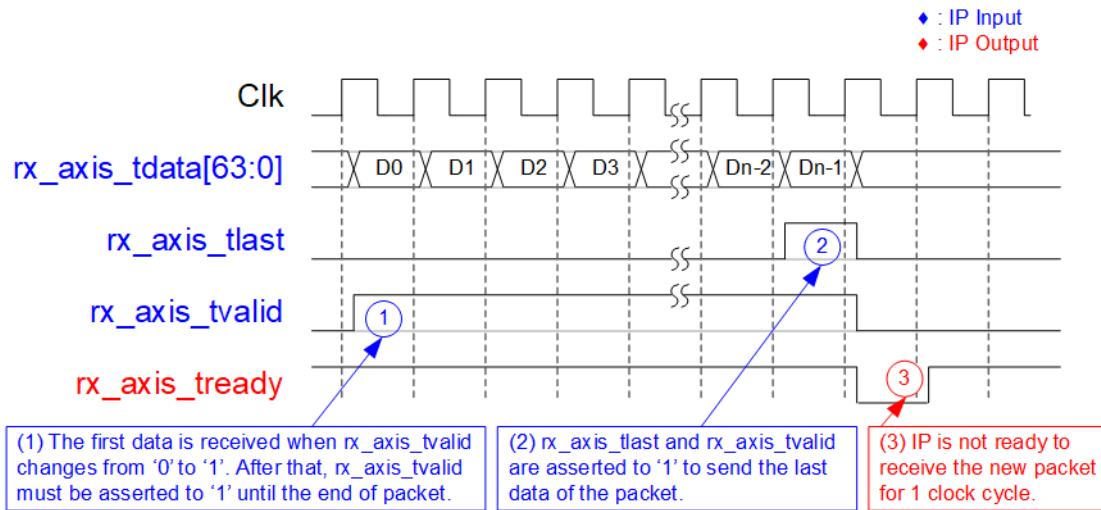 ♦ : IP Input
♦ : IP Output
Clk
rx_axis_tdata[63:0]
D0 D1 D2 D3 Dn-2 Dn-1
rx_axis_tlast
2
rx_axis_tvalid
1
rx_axis_tready
3
(1) The first data is received when rx_axis_tvalid
changes from ‘0’ to ‘1’. After that, rx_axis_tvalid
must be asserted to ‘1’ until the end of packet.
(2) rx_axis_tlast and rx_axis_tvalid
are asserted to ‘1’ to send the last
data of the packet.
(3) IP is not ready to
receive the new packet
for 1 clock cycle.